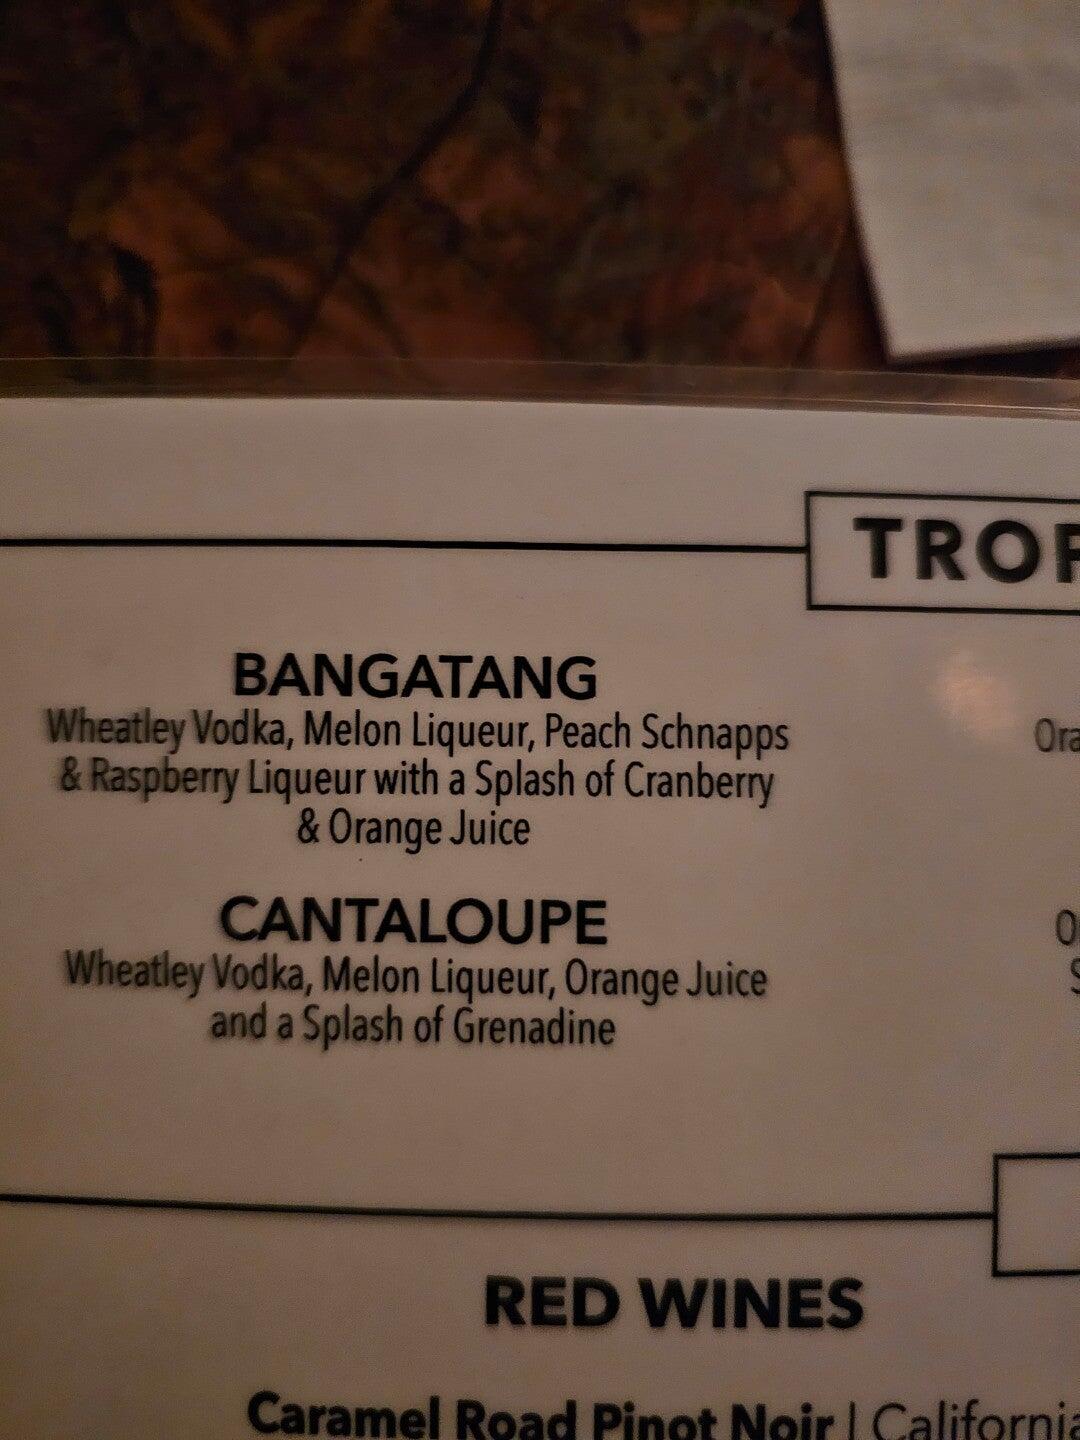 TROP
BANGATANG
Wheatley Vodka, Melon Liqueur, Peach Schnapps
& Raspberry Liqueur with a Splash of Cranberry
& Orange Juice
Ora
CANTALOUPE
Wheatley Vodka, Melon Liqueur, Orange Juice
and a Splash of Grenadine
RED WINES
Caramel Road Pinot Noir | California